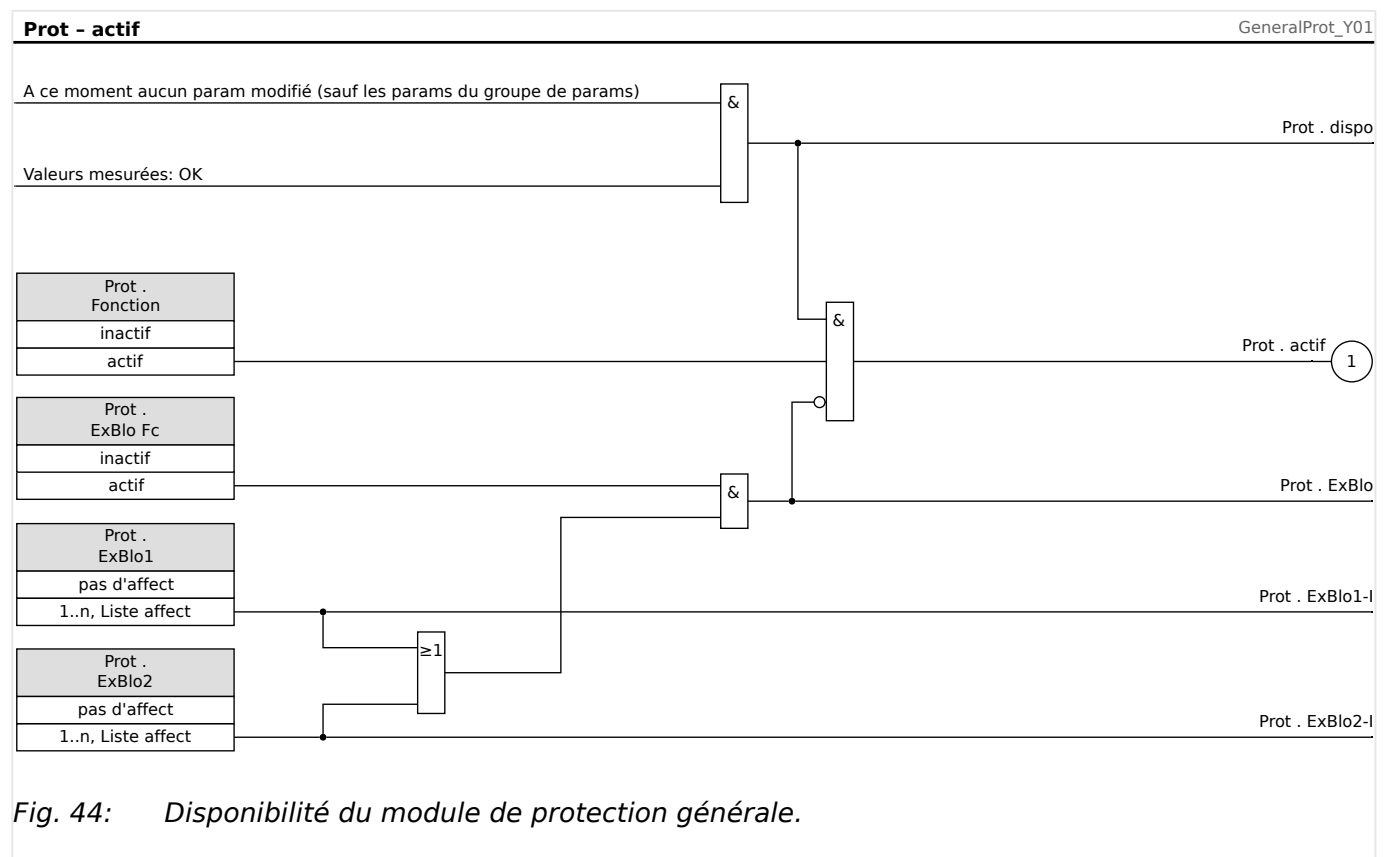 Prot – actif
GeneralProt_Y01
A ce moment aucun param modifié (sauf les params du groupe de params)
&
Prot . dispo
Valeurs mesurées: OK
Prot .
Fonction
inactif
actif
&
Prot . actif
1
Prot .
ExBlo Fc
inactif
actif
&
Prot . ExBlo
Prot .
ExBlo1
pas d'affect
1..n, Liste affect
Prot . ExBlo1-I
≥1
Prot .
ExBlo2
pas d'affect
1..n, Liste affect
Prot . ExBlo2-I
Fig. 44: Disponibilité du module de protection générale.